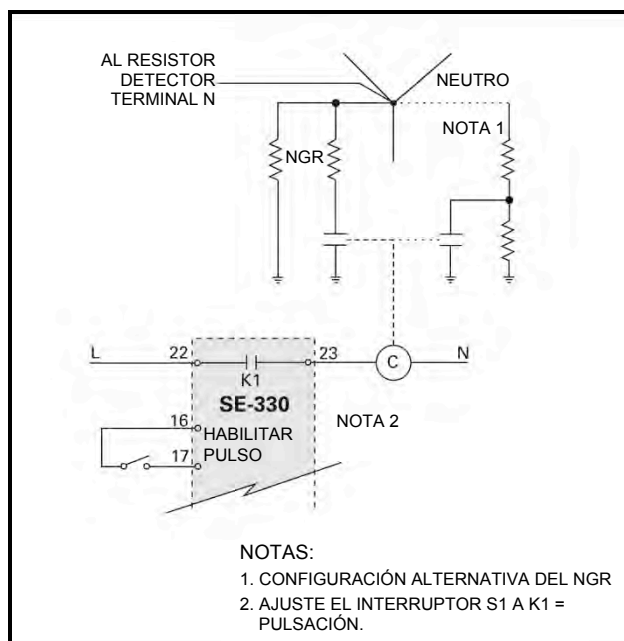 AL RESISTOR
DETECTOR
TERMINAL N
NEUTRO
NOTA 1
NGR
L
22
23
K1
C
N
SE-330
NOTA 2
16
HABILITAR
17
PULSO
NOTAS:
1. CONFIGURACIÓN ALTERNATIVA DEL NGR
2. AJUSTE EL INTERRUPTOR S1 A K1 =
PULSACIÓN.